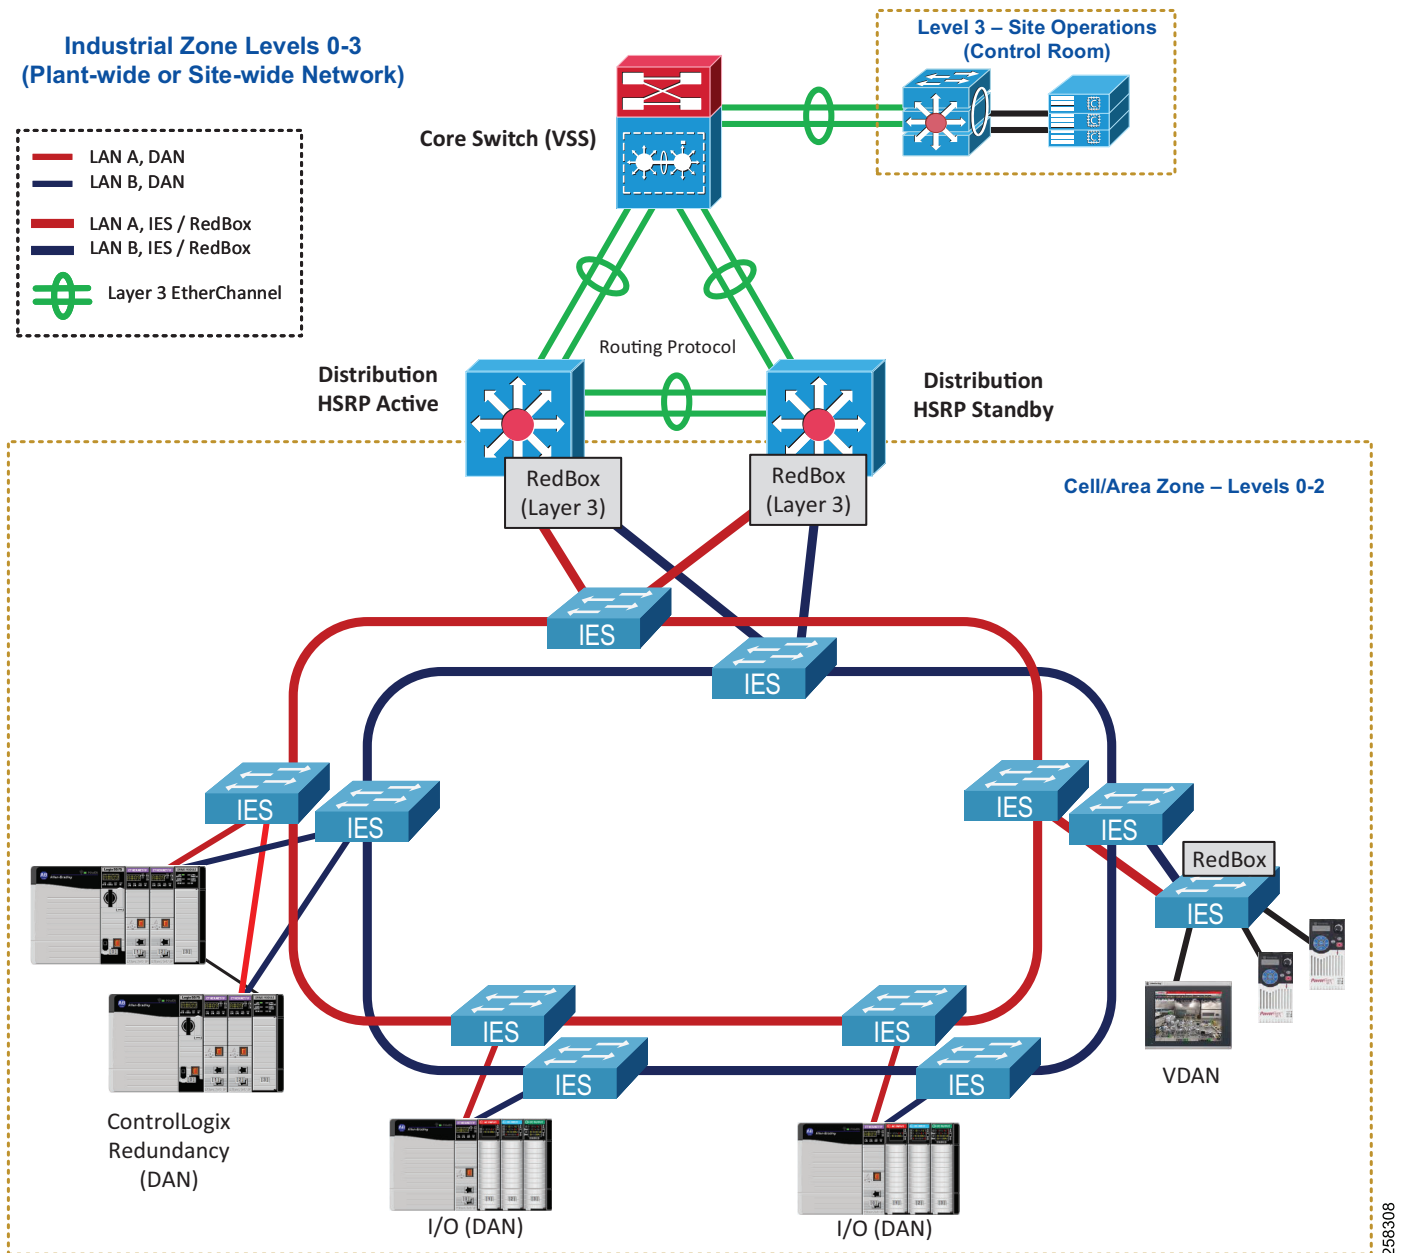 Industrial Zone Levels 0-3
(Plant-wide or Site-wide Network)
Level 3 – Site Operations
(Control Room)
Core Switch (VSS)
LAN A, DAN
LAN B, DAN
LAN A, IES / RedBox
LAN B, IES / RedBox
Layer 3 EtherChannel
Routing Protocol
Distribution
HSRP Active
Distribution
HSRP Standby
RedBox
(Layer 3)
RedBox
(Layer 3)
Cell/Area Zone – Levels 0-2
IES
IES
IES
IES
IES
IES
RedBox
IES
IES
IES
IES
IES
VDAN
ControlLogix
Redundancy
(DAN)
I/O (DAN)
I/O (DAN)
258308